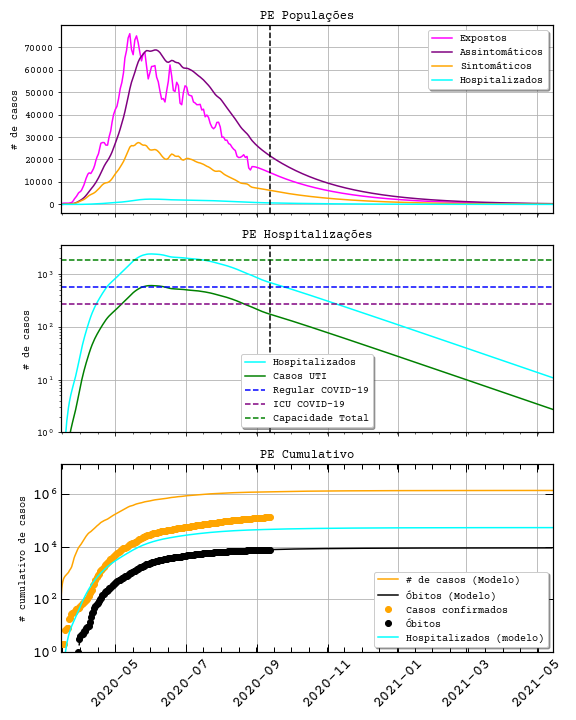 PE Populações
# de casos
70000
60000
50000
40000
30000
20000
10000
0
Expostos
Assintomáticos
Sintomáticos
Hospitalizados
PE Hospitalizações
# de casos
10³
10²
10¹
10⁰
Hospitalizados
Casos UTI
Regular COVID-19
ICU COVID-19
Capacidade Total
PE Cumulativo
# cumulativo de casos
10⁶
10⁴
10²
10⁰
# de casos (Modelo)
Óbitos (Modelo)
Casos confirmados
Óbitos
Hospitalizados (modelo)
2020-05
2020-07
2020-09
2020-11
2021-01
2021-03
2021-05